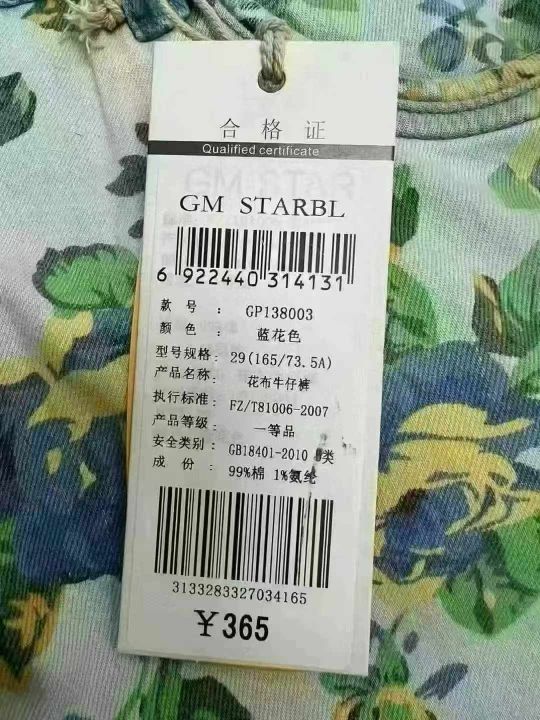 合格证
Qualified certificate
GM STARBL
6 922440 314131
款号: GP138003
颜色: 蓝花色
型号规格: 29(165/73.5A)
产品名称: 花布牛仔裤
执行标准: FZ/T81006-2007
产品等级: 一等品
安全类别: GB18401-2010 类
成份: 99%棉 1%氨纶
3133283327034165
¥365